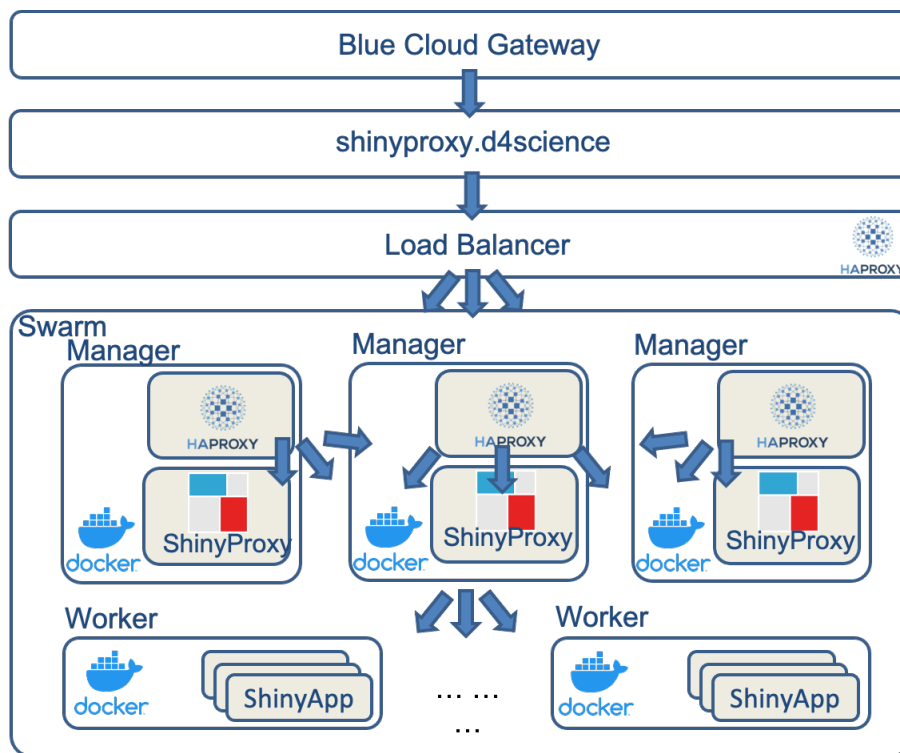 Blue Cloud Gateway
shinyproxy.d4science
Load Balancer
HAPROXY
Swarm
Manager
Manager
Manager
HAPROXY
HAPROXY
HAPROXY
ShinyProxy
ShinyProxy
ShinyProxy
docker
docker
docker
Worker
Worker
docker
ShinyApp
... ...
...
docker
ShinyApp